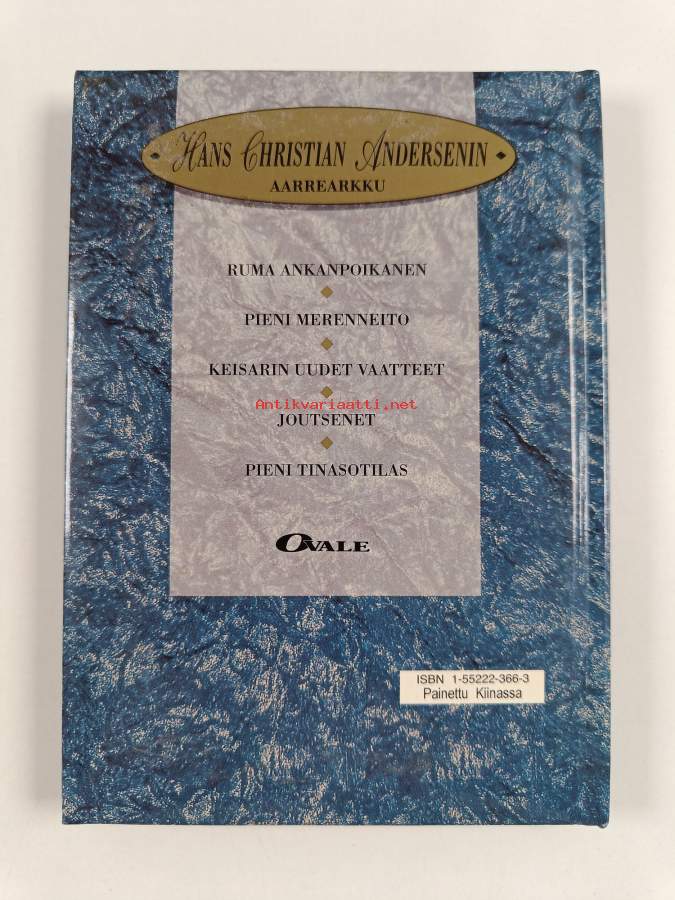 HANS CHRISTIAN ANDERSENIN
AARREARKKU
RUMA ANKANPOIKANEN
PIENI MERENNEITO
KEISARIN UUDET VAATTEET
Antikvariaatti.net
JOUTSENET
PIENI TINASOTILAS
OVALE
ISBN 1-55222-366-3
Painettu Kiinassa